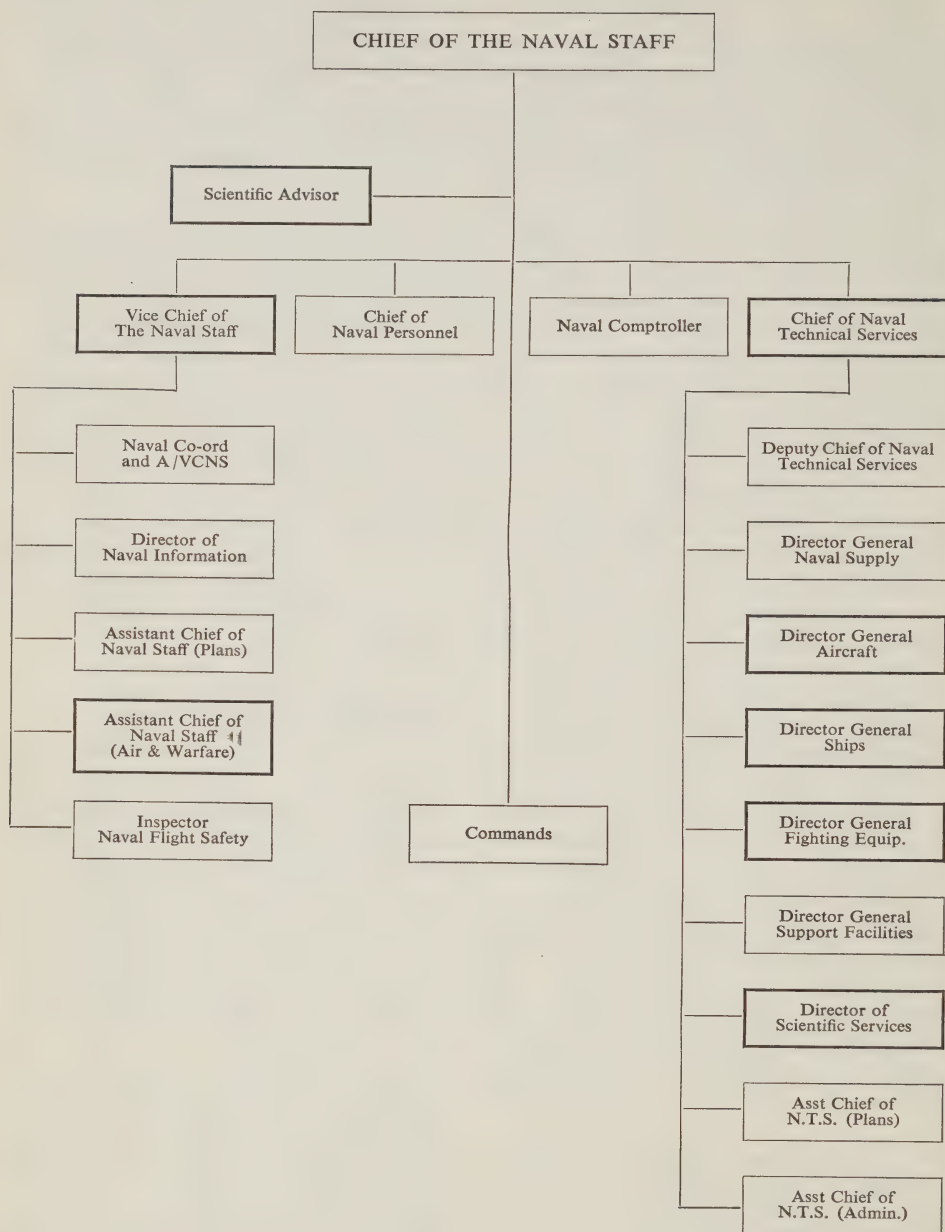 CHIEF OF THE NAVAL STAFF
Scientific Advisor
Vice Chief of
The Naval Staff
Chief of
Naval Personnel
Naval Comptroller
Chief of Naval
Technical Services
Naval Co-ord
and A/VCNS
Director of
Naval Information
Assistant Chief of
Naval Staff (Plans)
Assistant Chief of
Naval Staff
(Air & Warfare)
Inspector
Naval Flight Safety
Commands
Deputy Chief of Naval
Technical Services
Director General
Naval Supply
Director General
Aircraft
Director General
Ships
Director General
Fighting Equip.
Director General
Support Facilities
Director of
Scientific Services
Asst Chief of
N.T.S. (Plans)
Asst Chief of
N.T.S. (Admin.)